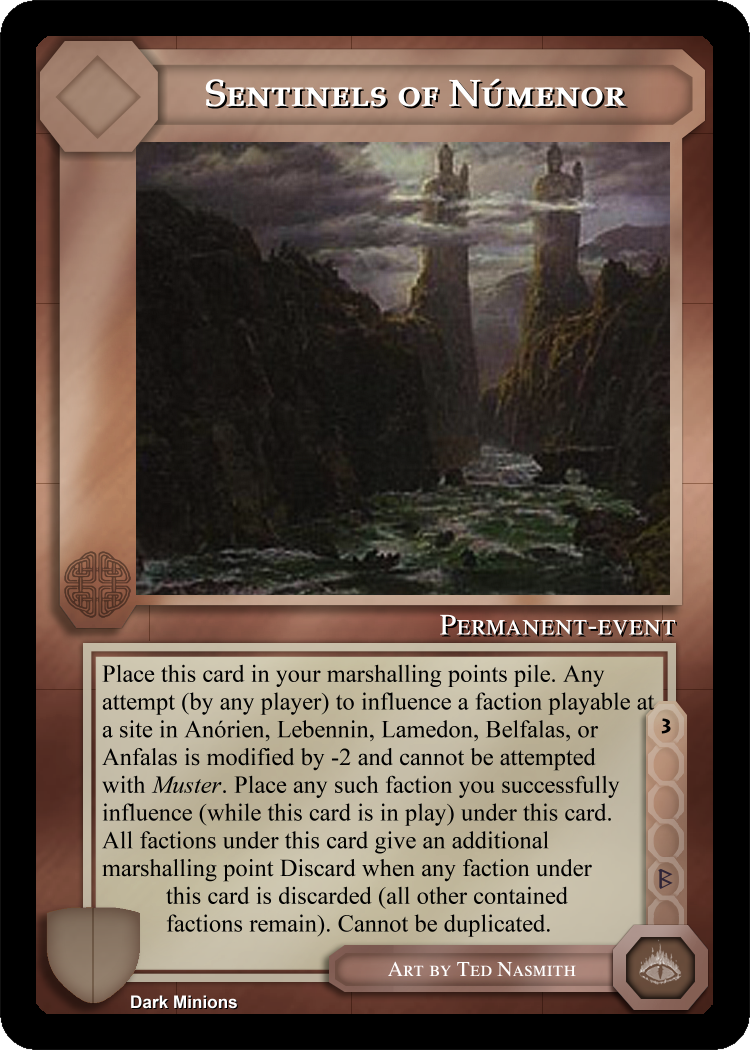 Sentinels of Númenor
Permanent-event
Place this card in your marshalling points pile. Any
attempt (by any player) to influence a faction playable at
a site in Anórien, Lebennin, Lamedon, Belfalas, or
Anfalas is modified by -2 and cannot be attempted
with Muster. Place any such faction you successfully
influence (while this card is in play) under this card.
All factions under this card give an additional
marshalling point Discard when any faction under
this card is discarded (all other contained
factions remain). Cannot be duplicated.
3
ᛒ
Art by Ted Nasmith
Dark Minions